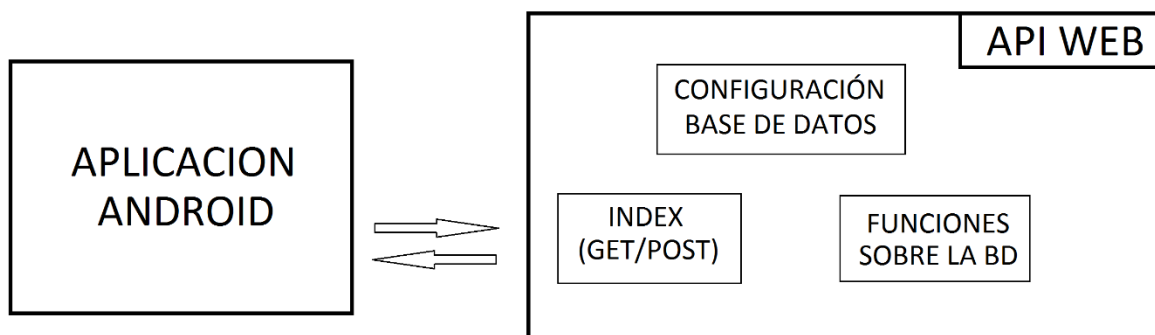 APLICACION
ANDROID
API WEB
CONFIGURACIÓN
BASE DE DATOS
INDEX
(GET/POST)
FUNCIONES
SOBRE LA BD